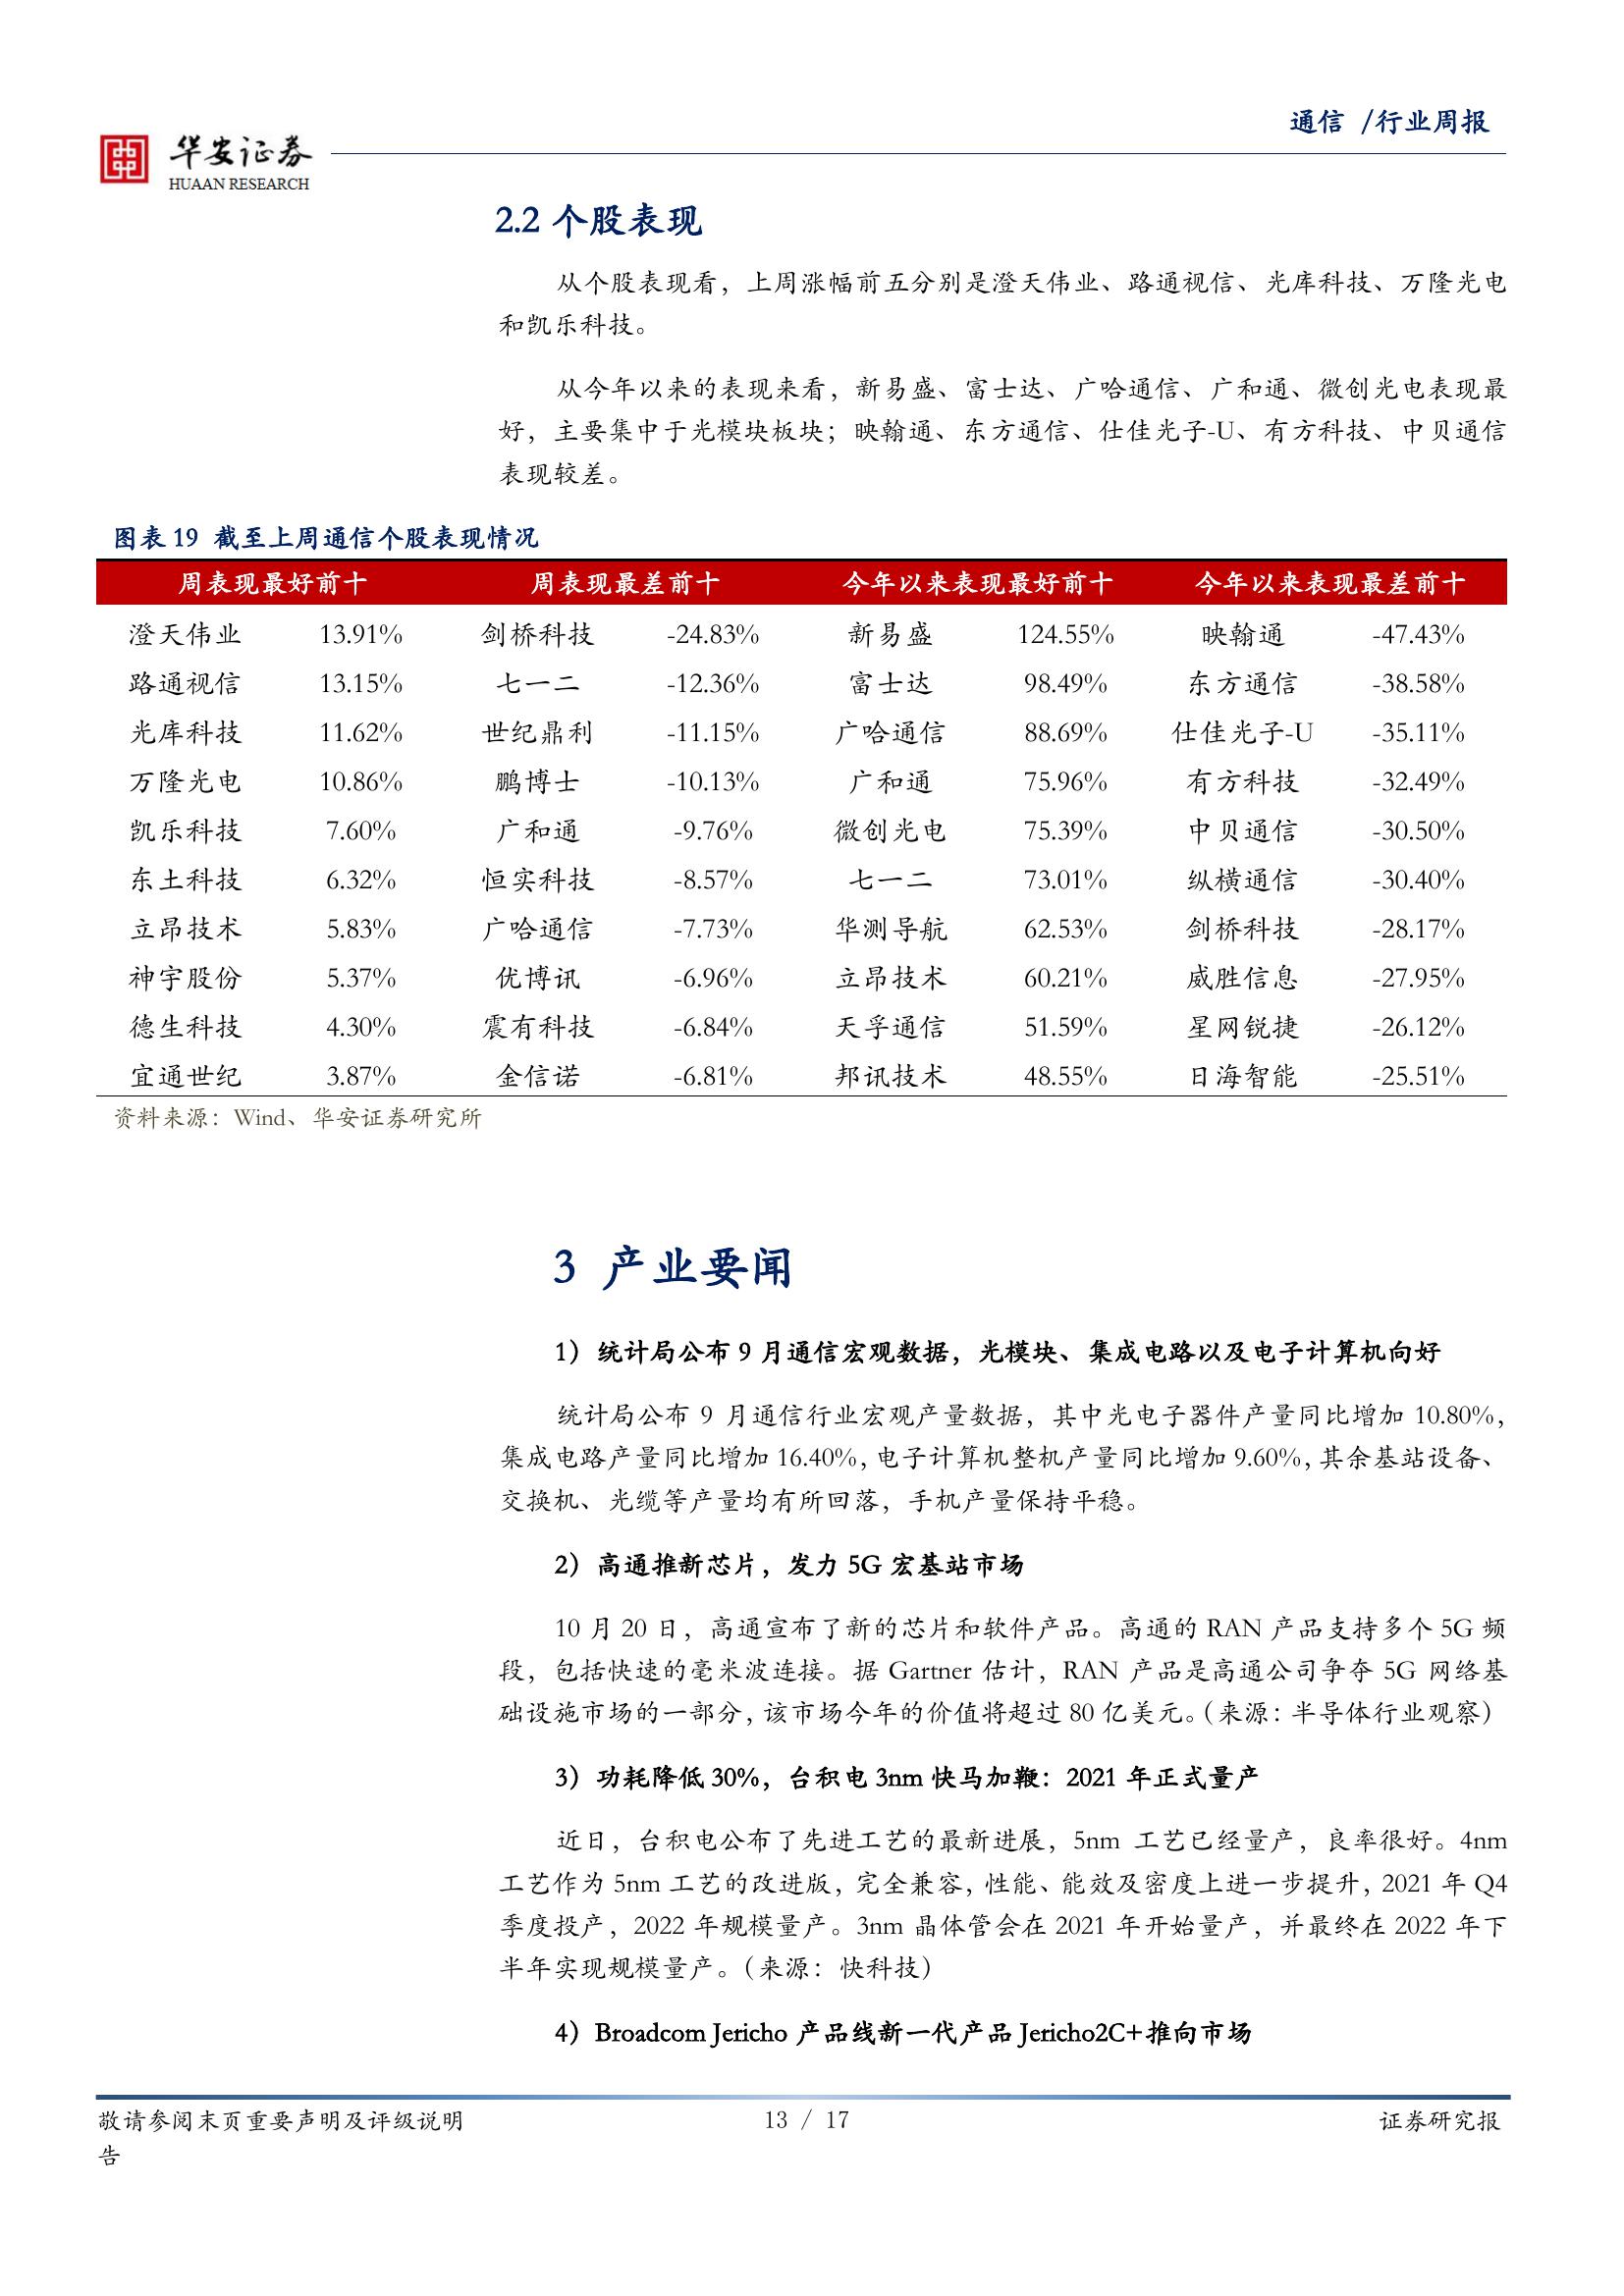 通信 /行业周报
华安证券
HUAAN RESEARCH
2.2 个股表现
从个股表现看，上周涨幅前五分别是澄天伟业、路通视信、光库科技、万隆光电
和凯乐科技。
从今年以来的表现来看，新易盛、富士达、广哈通信、广和通、微创光电表现最
好，主要集中于光模块板块；映翰通、东方通信、仕佳光子-U、有方科技、中贝通信
表现较差。
图表 19 截至上周通信个股表现情况
周表现最好前十 周表现最差前十 今年以来表现最好前十 今年以来表现最差前十
澄天伟业 13.91% 剑桥科技 -24.83% 新易盛 124.55% 映翰通 -47.43%
路通视信 13.15% 七一二 -12.36% 富士达 98.49% 东方通信 -38.58%
光库科技 11.62% 世纪鼎利 -11.15% 广哈通信 88.69% 仕佳光子-U -35.11%
万隆光电 10.86% 鹏博士 -10.13% 广和通 75.96% 有方科技 -32.49%
凯乐科技 7.60% 广和通 -9.76% 微创光电 75.39% 中贝通信 -30.50%
东土科技 6.32% 恒实科技 -8.57% 七一二 73.01% 纵横通信 -30.40%
立昂技术 5.83% 广哈通信 -7.73% 华测导航 62.53% 剑桥科技 -28.17%
神宇股份 5.37% 优博讯 -6.96% 立昂技术 60.21% 威胜信息 -27.95%
德生科技 4.30% 震有科技 -6.84% 天孚通信 51.59% 星网锐捷 -26.12%
宜通世纪 3.87% 金信诺 -6.81% 邦讯技术 48.55% 日海智能 -25.51%
资料来源：Wind、华安证券研究所
3 产业要闻
1）统计局公布 9 月通信宏观数据，光模块、集成电路以及电子计算机向好
统计局公布 9 月通信行业宏观产量数据，其中光电子器件产量同比增加 10.80%，
集成电路产量同比增加 16.40%，电子计算机整机产量同比增加 9.60%，其余基站设备、
交换机、光缆等产量均有所回落，手机产量保持平稳。
2）高通推新芯片，发力 5G 宏基站市场
10 月 20 日，高通宣布了新的芯片和软件产品。高通的 RAN 产品支持多个 5G 频
段，包括快速的毫米波连接。据 Gartner 估计，RAN 产品是高通公司争夺 5G 网络基
础设施市场的一部分，该市场今年的价值将超过 80 亿美元。（来源：半导体行业观察）
3）功耗降低 30%，台积电 3nm 快马加鞭：2021 年正式量产
近日，台积电公布了先进工艺的最新进展，5nm 工艺已经量产，良率很好。4nm
工艺作为 5nm 工艺的改进版，完全兼容，性能、能效及密度上进一步提升，2021 年 Q4
季度投产，2022 年规模量产。3nm 晶体管会在 2021 年开始量产，并最终在 2022 年下
半年实现规模量产。（来源：快科技）
4）Broadcom Jericho 产品线新一代产品 Jericho2C+推向市场
敬请参阅末页重要声明及评级说明 13 / 17 证券研究报
告